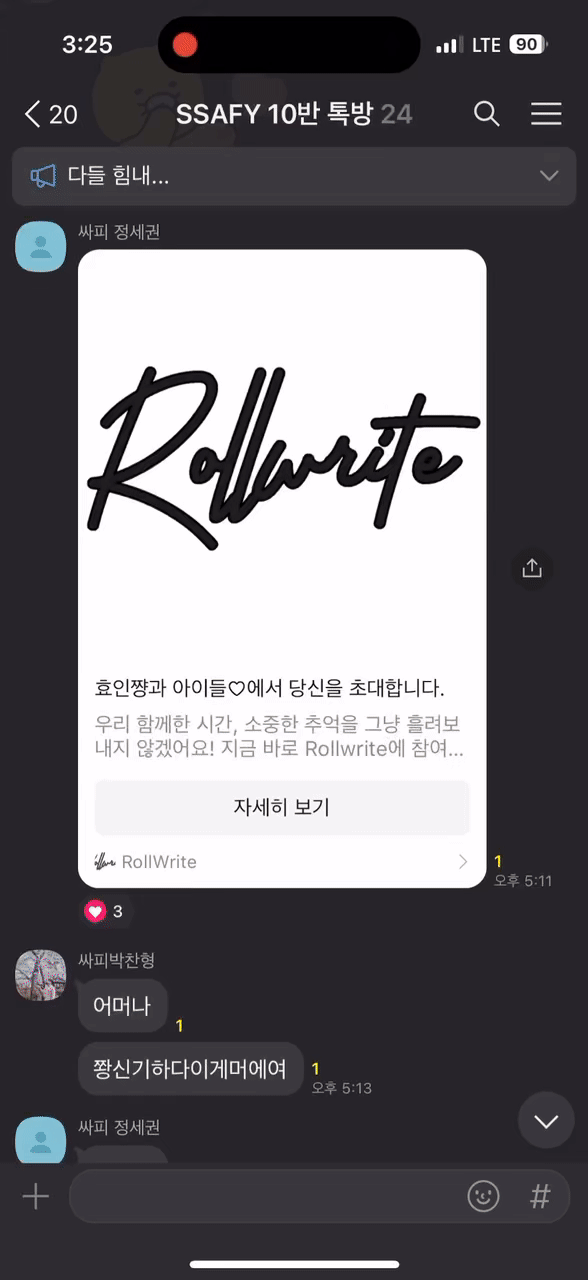 3:25
LTE 90
20
SSAFY 10반 톡방 24
다들 힘내...
싸피 정세권
Rollwrite
효인쨩과 아이들♡에서 당신을 초대합니다.
우리 함께한 시간, 소중한 추억을 그냥 흘려보
내지 않겠어요! 지금 바로 Rollwrite에 참여...
자세히 보기
RollWrite
1
오후 5:11
3
싸피박찬형
어머나
1
쫭신기하다이게머에여
1
오후 5:13
싸피 정세권
#